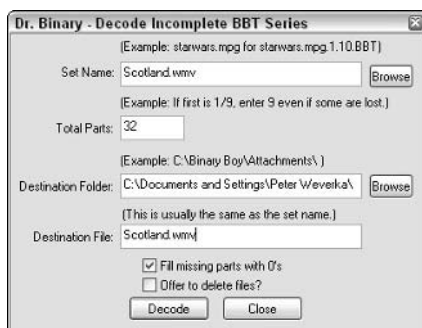 Dr. Binary - Decode Incomplete BBT Series
(Example: starwars.mpg for starwars.mpg.1.10.BBT)
Set Name: Scotland.wmv Browse
(Example: If first is 1/9, enter 9 even if some are lost.)
Total Parts: 32
(Example: C:\Binary Boy\Attachments\ )
Destination Folder: C:\Documents and Settings\Peter Weverka\ Browse
(This is usually the same as the set name.)
Destination File: Scotland.wmv
Fill missing parts with 0's
Offer to delete files?
Decode Close